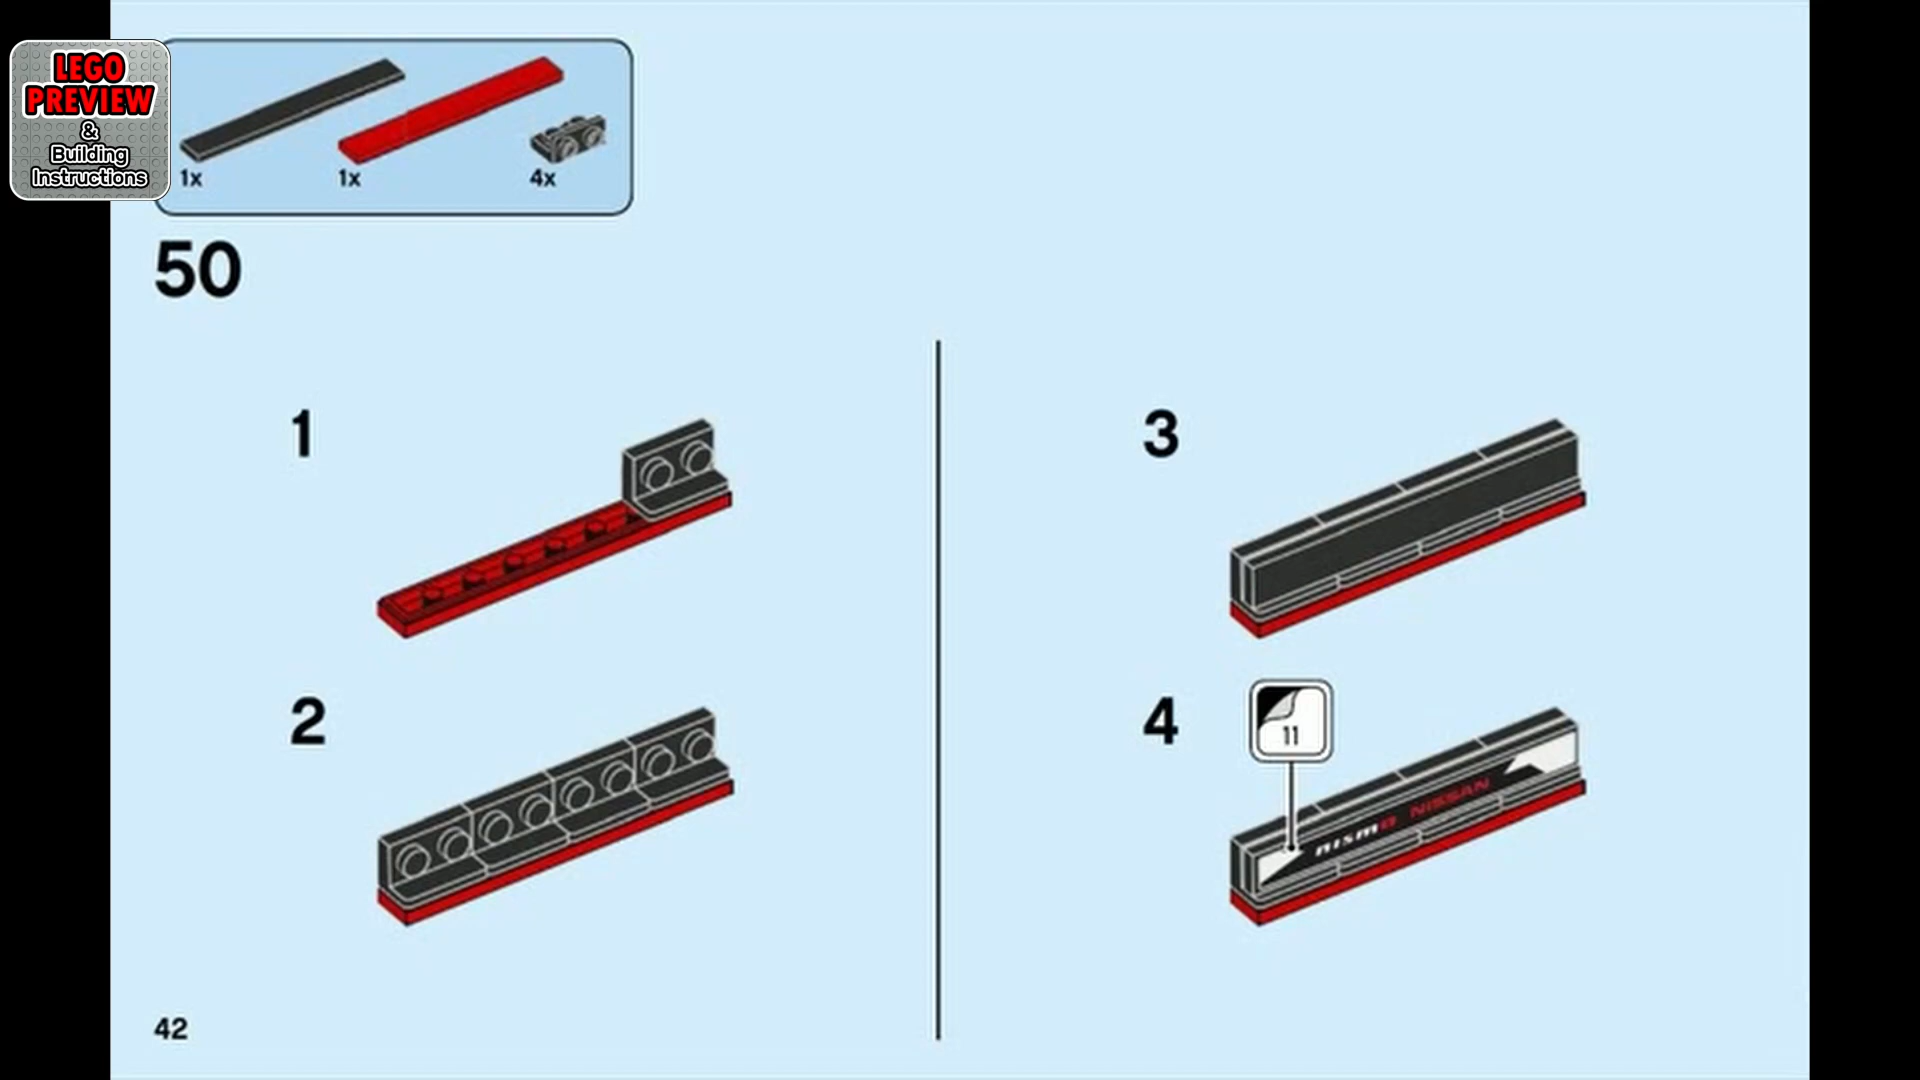 LEGO
PREVIEW
&
Building
Instructions
1x
1x
4x
50
1
2
3
4
11
nismo NISSAN
42